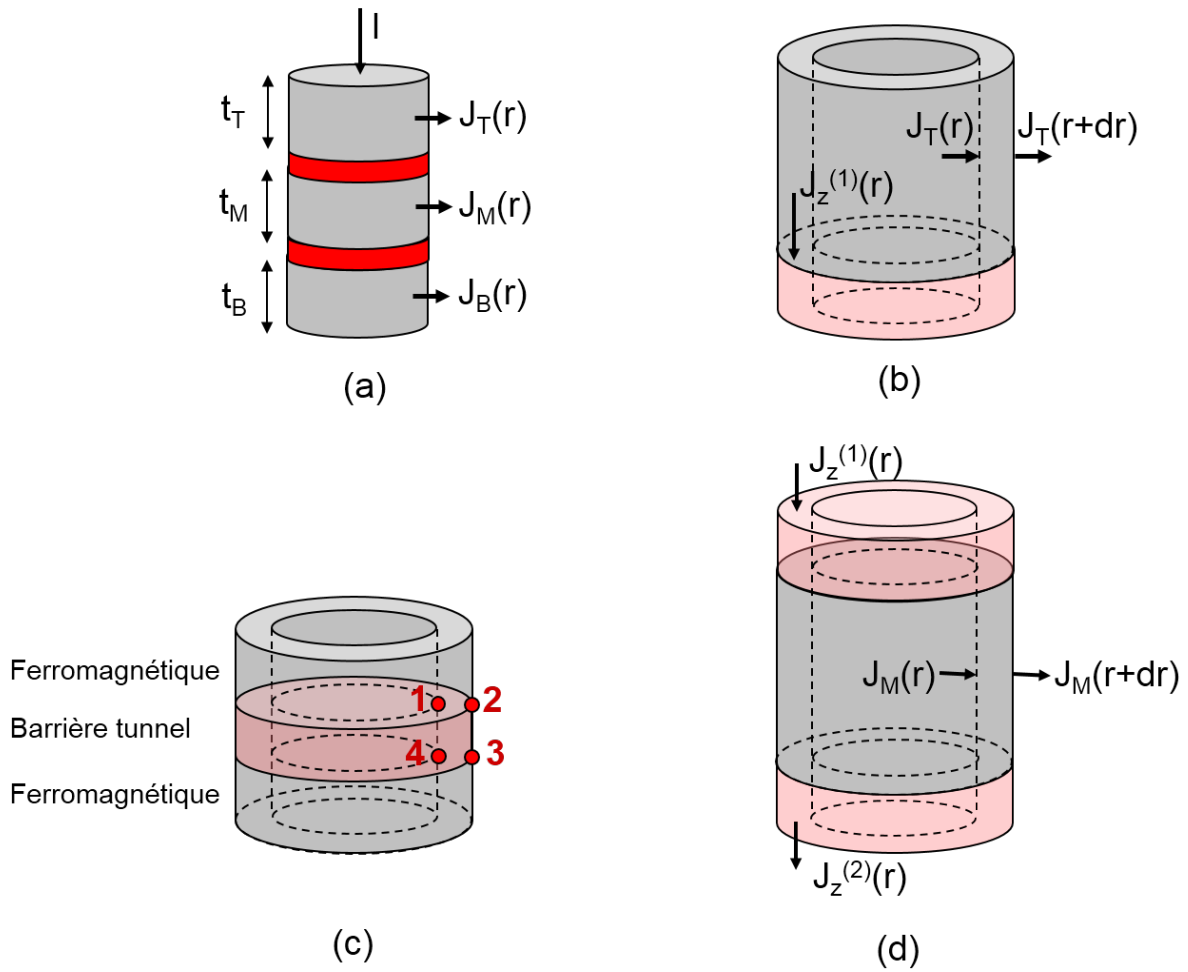 I
t_T
J_T(r)
t_M
J_M(r)
t_B
J_B(r)
(a)
J_T(r)
J_T(r+dr)
J_z^(1)(r)
(b)
Ferromagnétique
Barrière tunnel
Ferromagnétique
1
2
4
3
(c)
J_z^(1)(r)
J_M(r)
J_M(r+dr)
J_z^(2)(r)
(d)